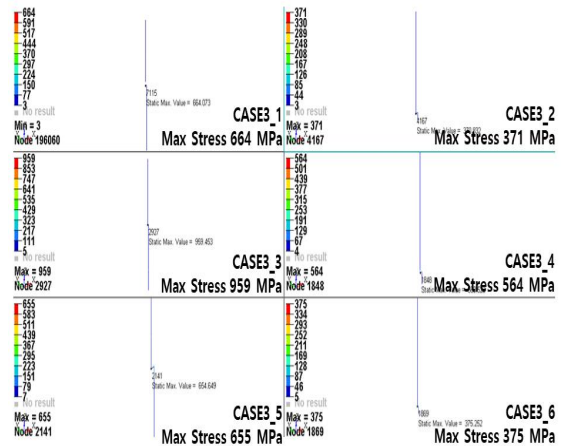 664
591
517
444
370
297
224
150
77
3
No result
Min = 3
Node 196060
7115
Static Max. Value = 664.073
CASE3_1
Max Stress 664 MPa
371
330
289
248
208
167
126
85
44
3
No result
Max = 371
Node 4167
4167
Static Max.
CASE3_2
Max Stress 371 MPa
959
853
747
641
535
429
323
217
111
5
No result
Max = 959
Node 2927
2927
Static Max. Value = 959.463
CASE3_3
Max Stress 959 MPa
564
501
439
377
315
253
191
129
67
4
No result
Max = 564
Node 1848
1848
CASE3_4
Max Stress 564 MPa
655
583
511
439
367
295
223
151
79
7
No result
Max = 655
Node 2141
2141
Static Max. Value = 654.649
CASE3_5
Max Stress 655 MPa
375
334
293
252
211
169
128
87
46
5
No result
Max = 375
Node 1869
1869
Static Max. Value = 375.252
CASE3_6
Max Stress 375 MPa